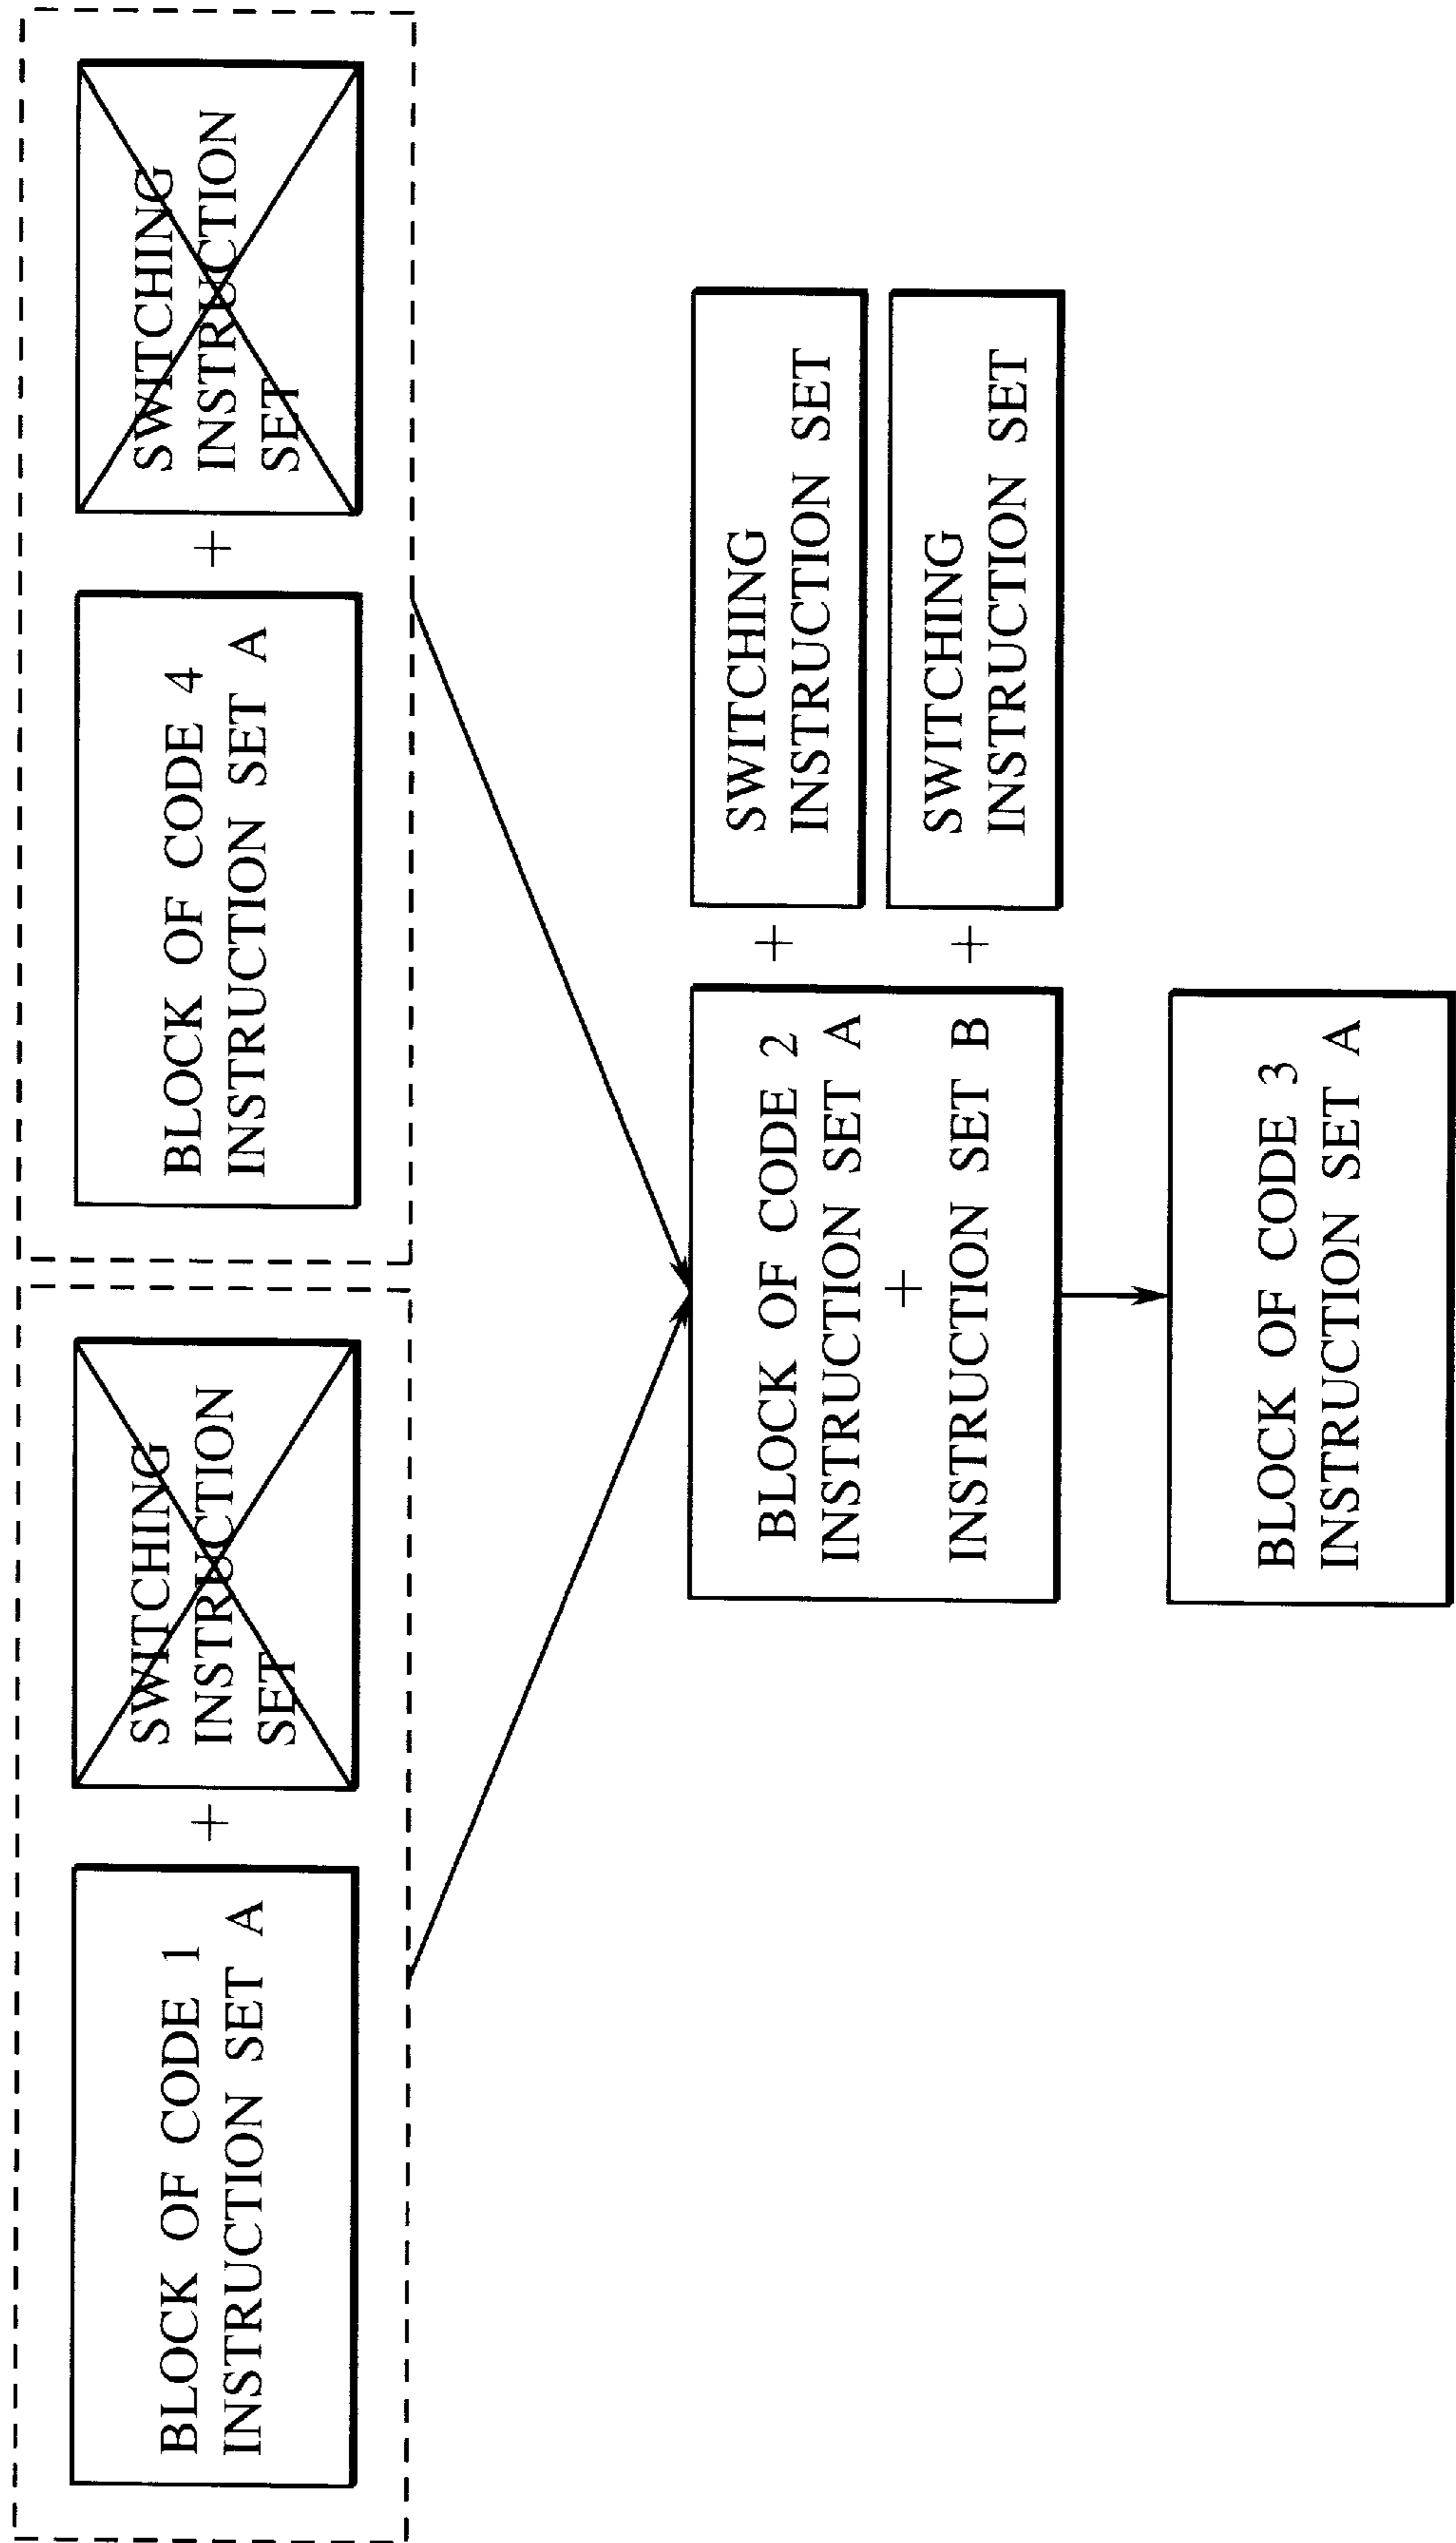 BLOCK OF CODE 1
INSTRUCTION SET A
+
SWITCHING
INSTRUCTION
SET
BLOCK OF CODE 4
INSTRUCTION SET A
+
SWITCHING
INSTRUCTION
SET
BLOCK OF CODE 2
INSTRUCTION SET A
+
INSTRUCTION SET B
+
SWITCHING
INSTRUCTION SET
+
SWITCHING
INSTRUCTION SET
BLOCK OF CODE 3
INSTRUCTION SET A